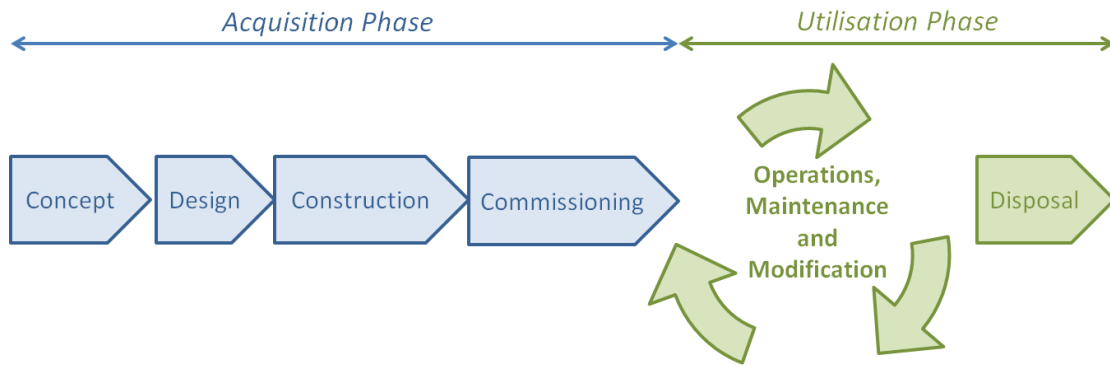 Acquisition Phase
Utilisation Phase
Concept
Design
Construction
Commissioning
Operations,
Maintenance
and
Modification
Disposal